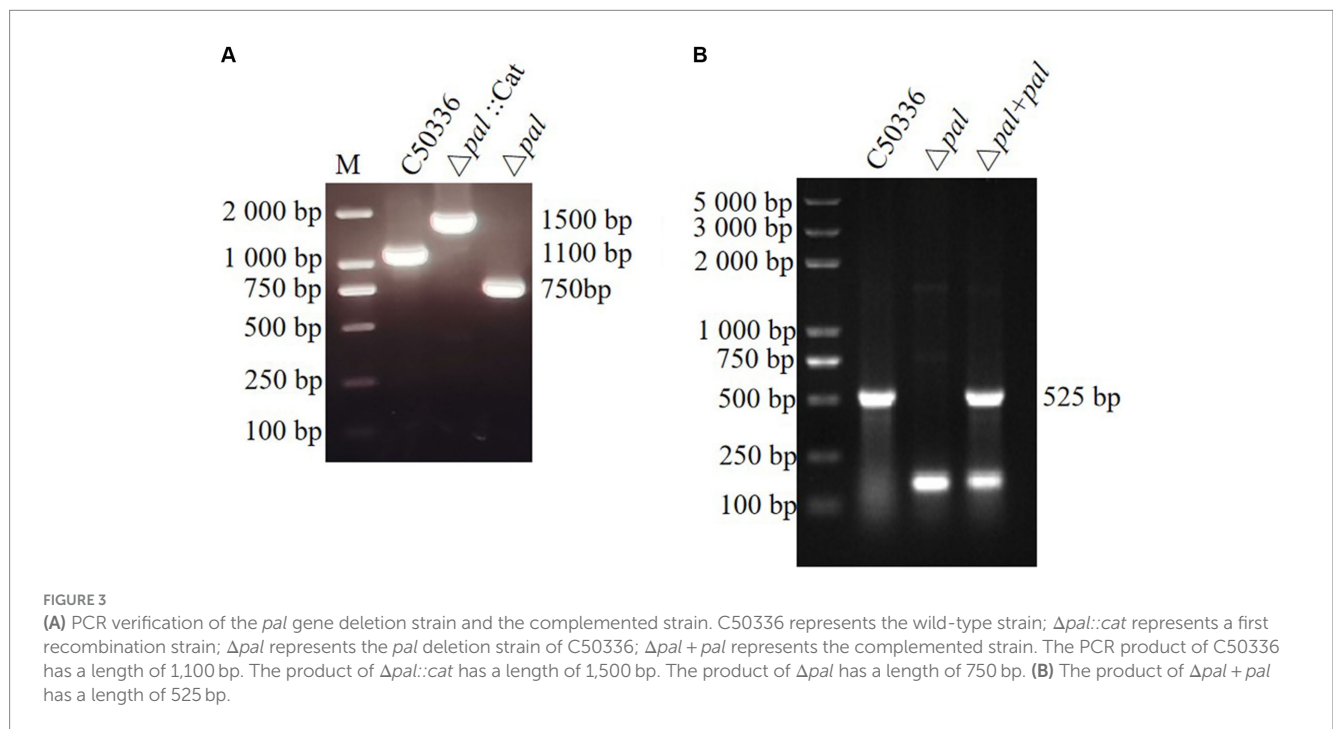 A
B
M
C50336
△pal::Cat
△pal
2 000 bp
1 000 bp
750 bp
500 bp
250 bp
100 bp
1500 bp
1100 bp
750bp
C50336
△pal
△pal+pal
5 000 bp
3 000 bp
2 000 bp
1 000 bp
750 bp
500 bp
250 bp
100 bp
525 bp
FIGURE 3
(A) PCR verification of the pal gene deletion strain and the complemented strain. C50336 represents the wild-type strain; Δpal::cat represents a first
recombination strain; Δpal represents the pal deletion strain of C50336; Δpal + pal represents the complemented strain. The PCR product of C50336
has a length of 1,100 bp. The product of Δpal::cat has a length of 1,500 bp. The product of Δpal has a length of 750 bp. (B) The product of Δpal + pal
has a length of 525 bp.